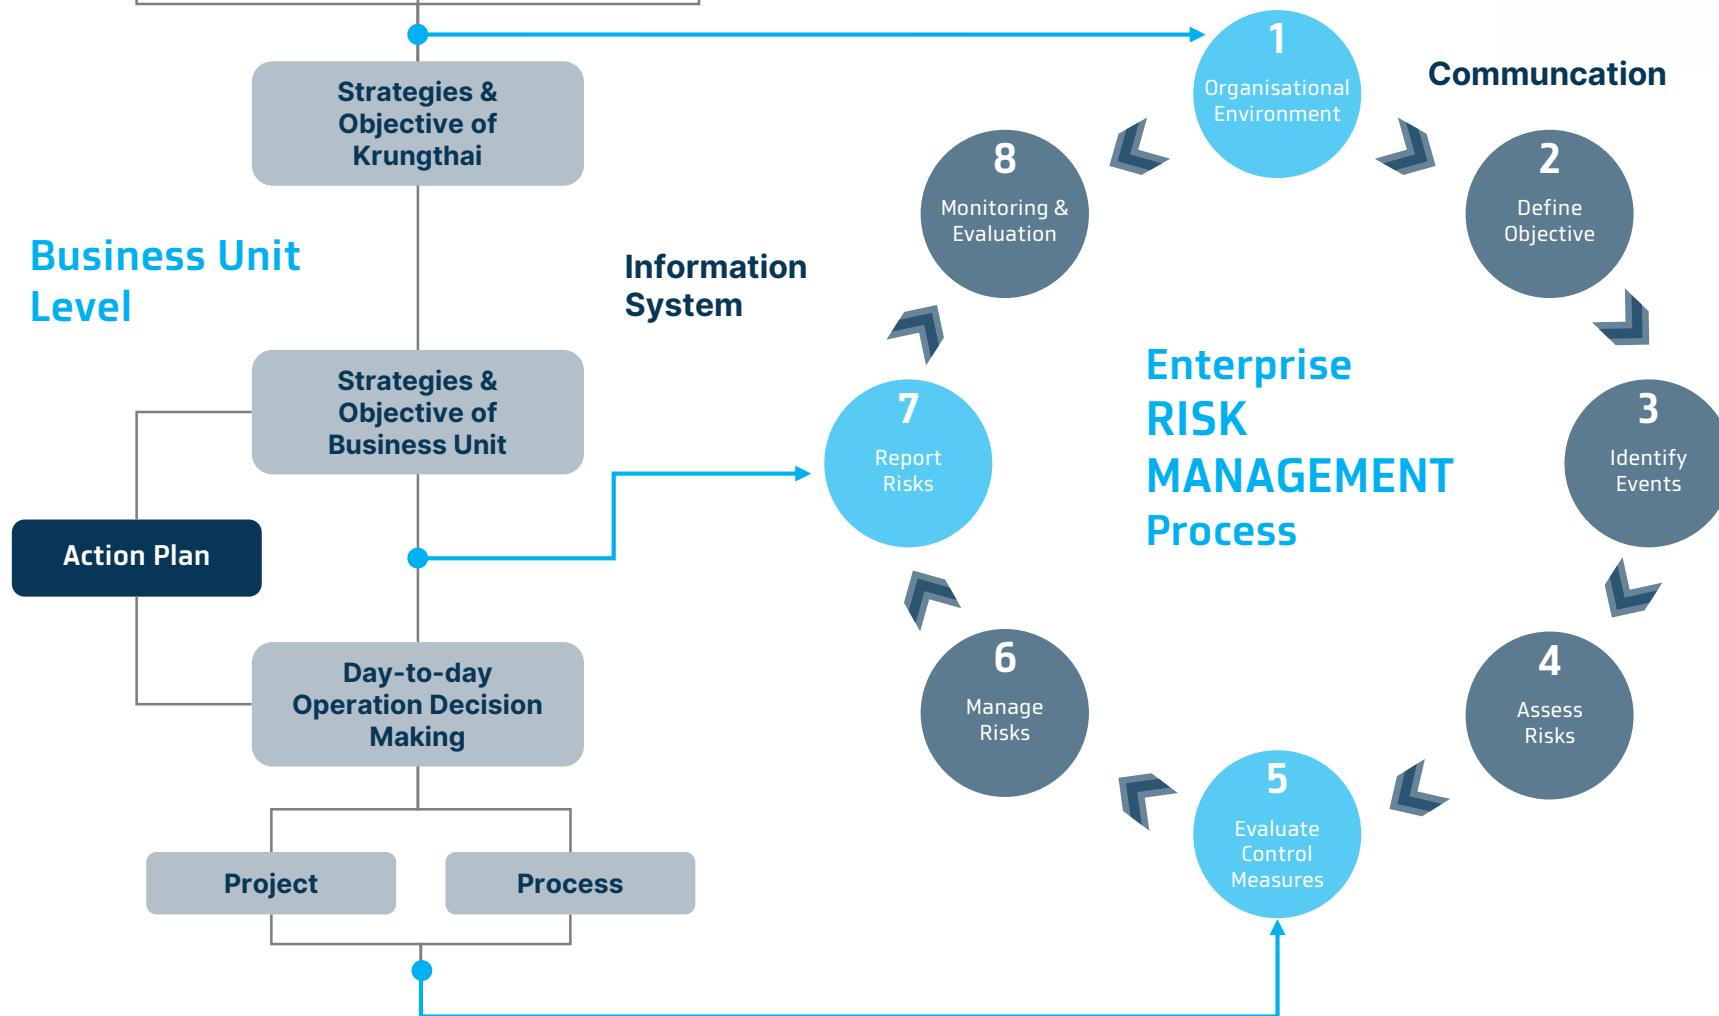 Strategies &
Objective of
Krungthai
Business Unit
Level
Strategies &
Objective of
Business Unit
Action Plan
Day-to-day
Operation Decision
Making
Project
Process
Information
System
Communcation
Enterprise
RISK
MANAGEMENT
Process
1
Organisational
Environment
2
Define
Objective
3
Identify
Events
4
Assess
Risks
5
Evaluate
Control
Measures
6
Manage
Risks
7
Report
Risks
8
Monitoring &
Evaluation